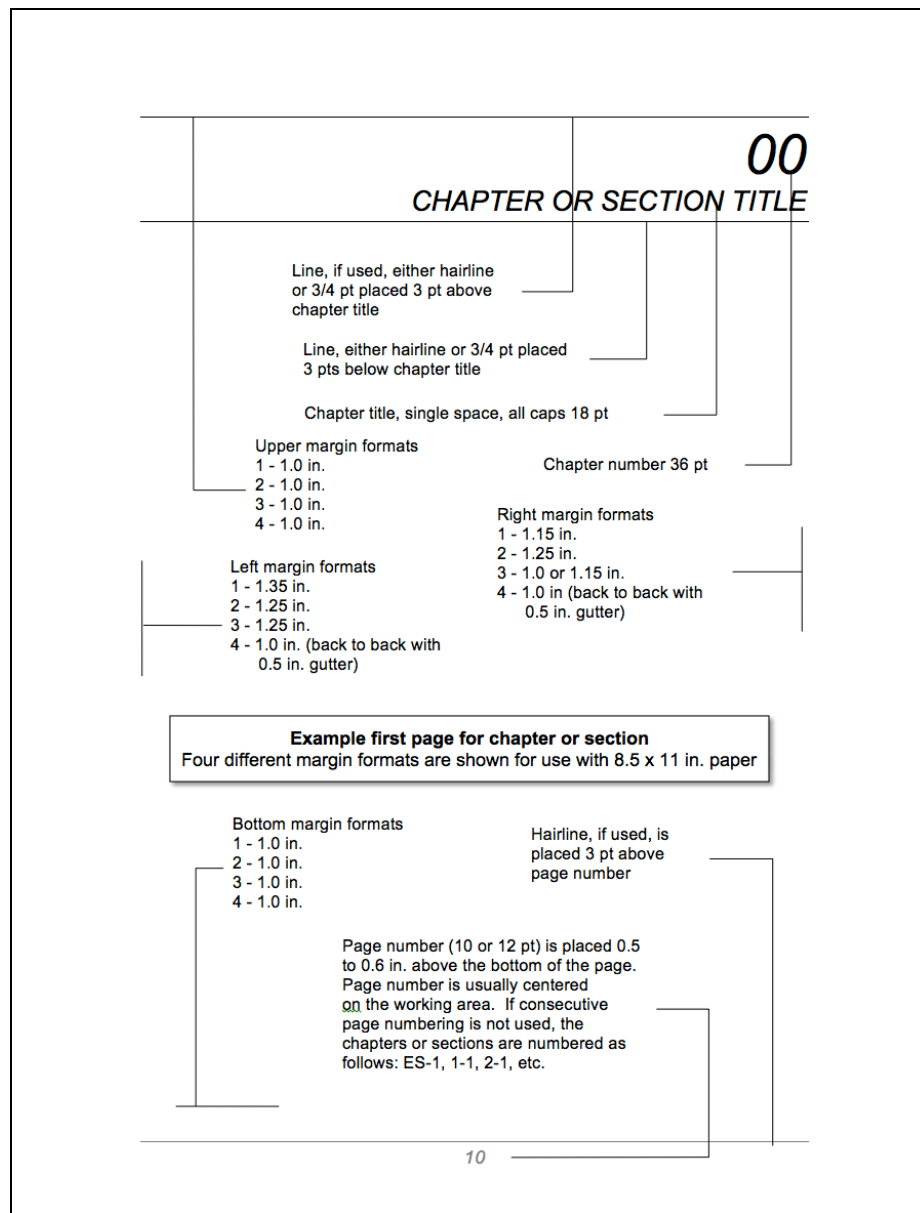 00
CHAPTER OR SECTION TITLE
Line, if used, either hairline
or 3/4 pt placed 3 pt above
chapter title
Line, either hairline or 3/4 pt placed
3 pts below chapter title
Chapter title, single space, all caps 18 pt
Upper margin formats
1 - 1.0 in.
2 - 1.0 in.
3 - 1.0 in.
4 - 1.0 in.
Chapter number 36 pt
Right margin formats
1 - 1.15 in.
2 - 1.25 in.
3 - 1.0 or 1.15 in.
4 - 1.0 in (back to back with
0.5 in. gutter)
Left margin formats
1 - 1.35 in.
2 - 1.25 in.
3 - 1.25 in.
4 - 1.0 in. (back to back with
0.5 in. gutter)
Example first page for chapter or section
Four different margin formats are shown for use with 8.5 x 11 in. paper
Bottom margin formats
1 - 1.0 in.
2 - 1.0 in.
3 - 1.0 in.
4 - 1.0 in.
Hairline, if used, is
placed 3 pt above
page number
Page number (10 or 12 pt) is placed 0.5
to 0.6 in. above the bottom of the page.
Page number is usually centered
on the working area.  If consecutive
page numbering is not used, the
chapters or sections are numbered as
follows: ES-1, 1-1, 2-1, etc.
10